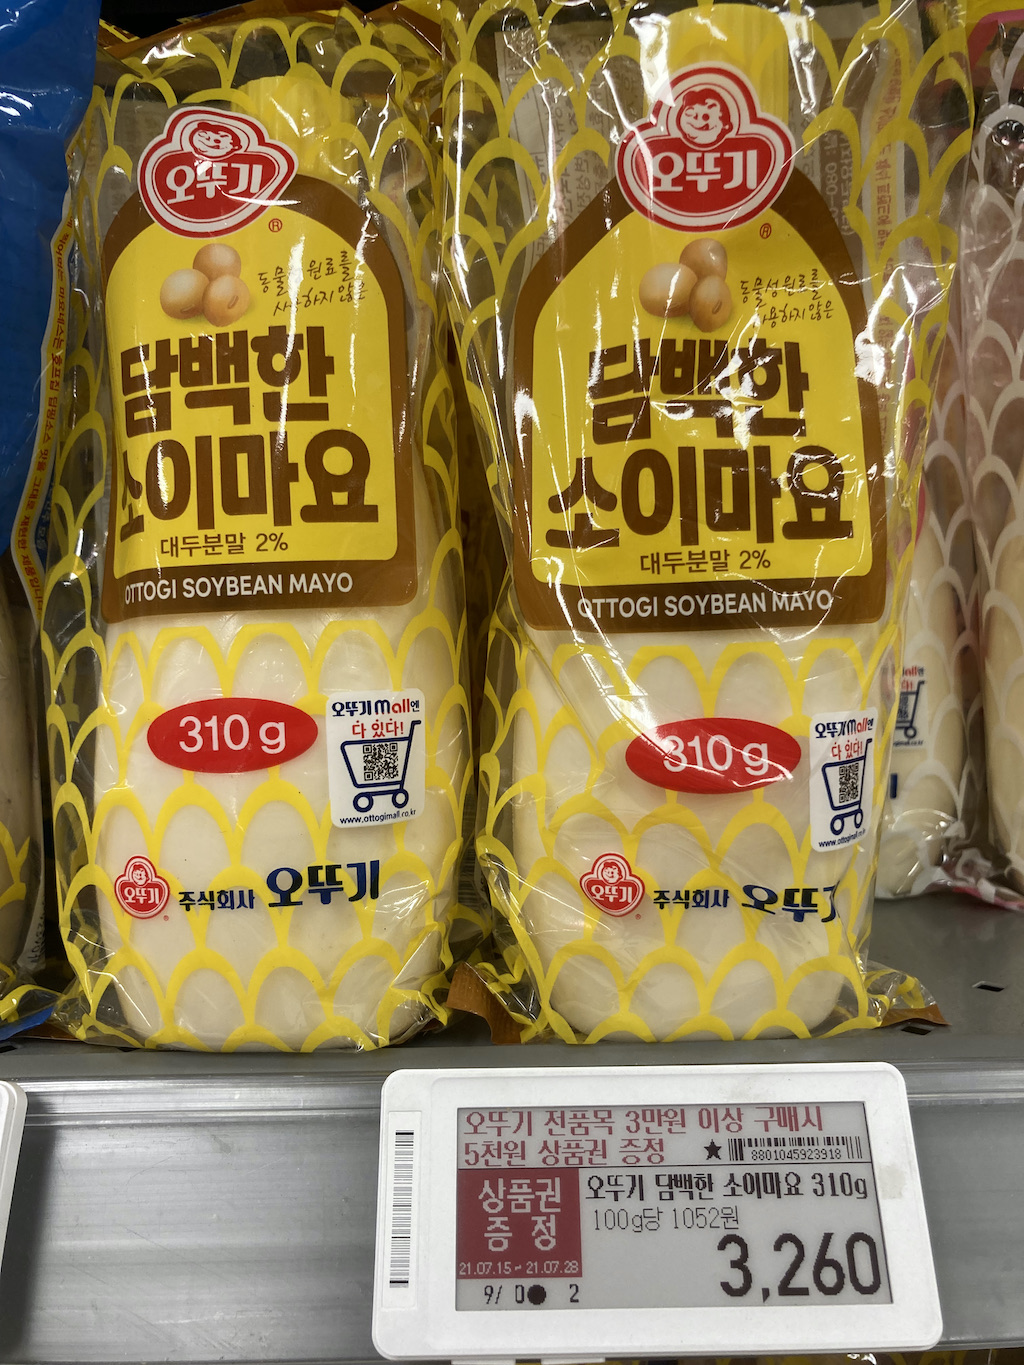 오뚜기
®
동물성 원료를
사용하지 않은
담백한
소이마요
대두분말 2%
OTTOGI SOYBEAN MAYO
310 g
오뚜기 mall엔
다 있다!
www.ottogimall.co.kr
오뚜기
주식회사 오뚜기
오뚜기
®
동물성 원료를
사용하지 않은
담백한
소이마요
대두분말 2%
OTTOGI SOYBEAN MAYO
310 g
오뚜기 mall엔
다 있다!
www.ottogimall.co.kr
오뚜기
주식회사 오뚜기
오뚜기 전품목 3만원 이상 구매시
5천원 상품권 증정 ★ 8801045923918
상품권
증정
21.07.15 - 21.07.28
오뚜기 담백한 소이마요 310g
100g당 1052원
3,260
9/ 0● 2